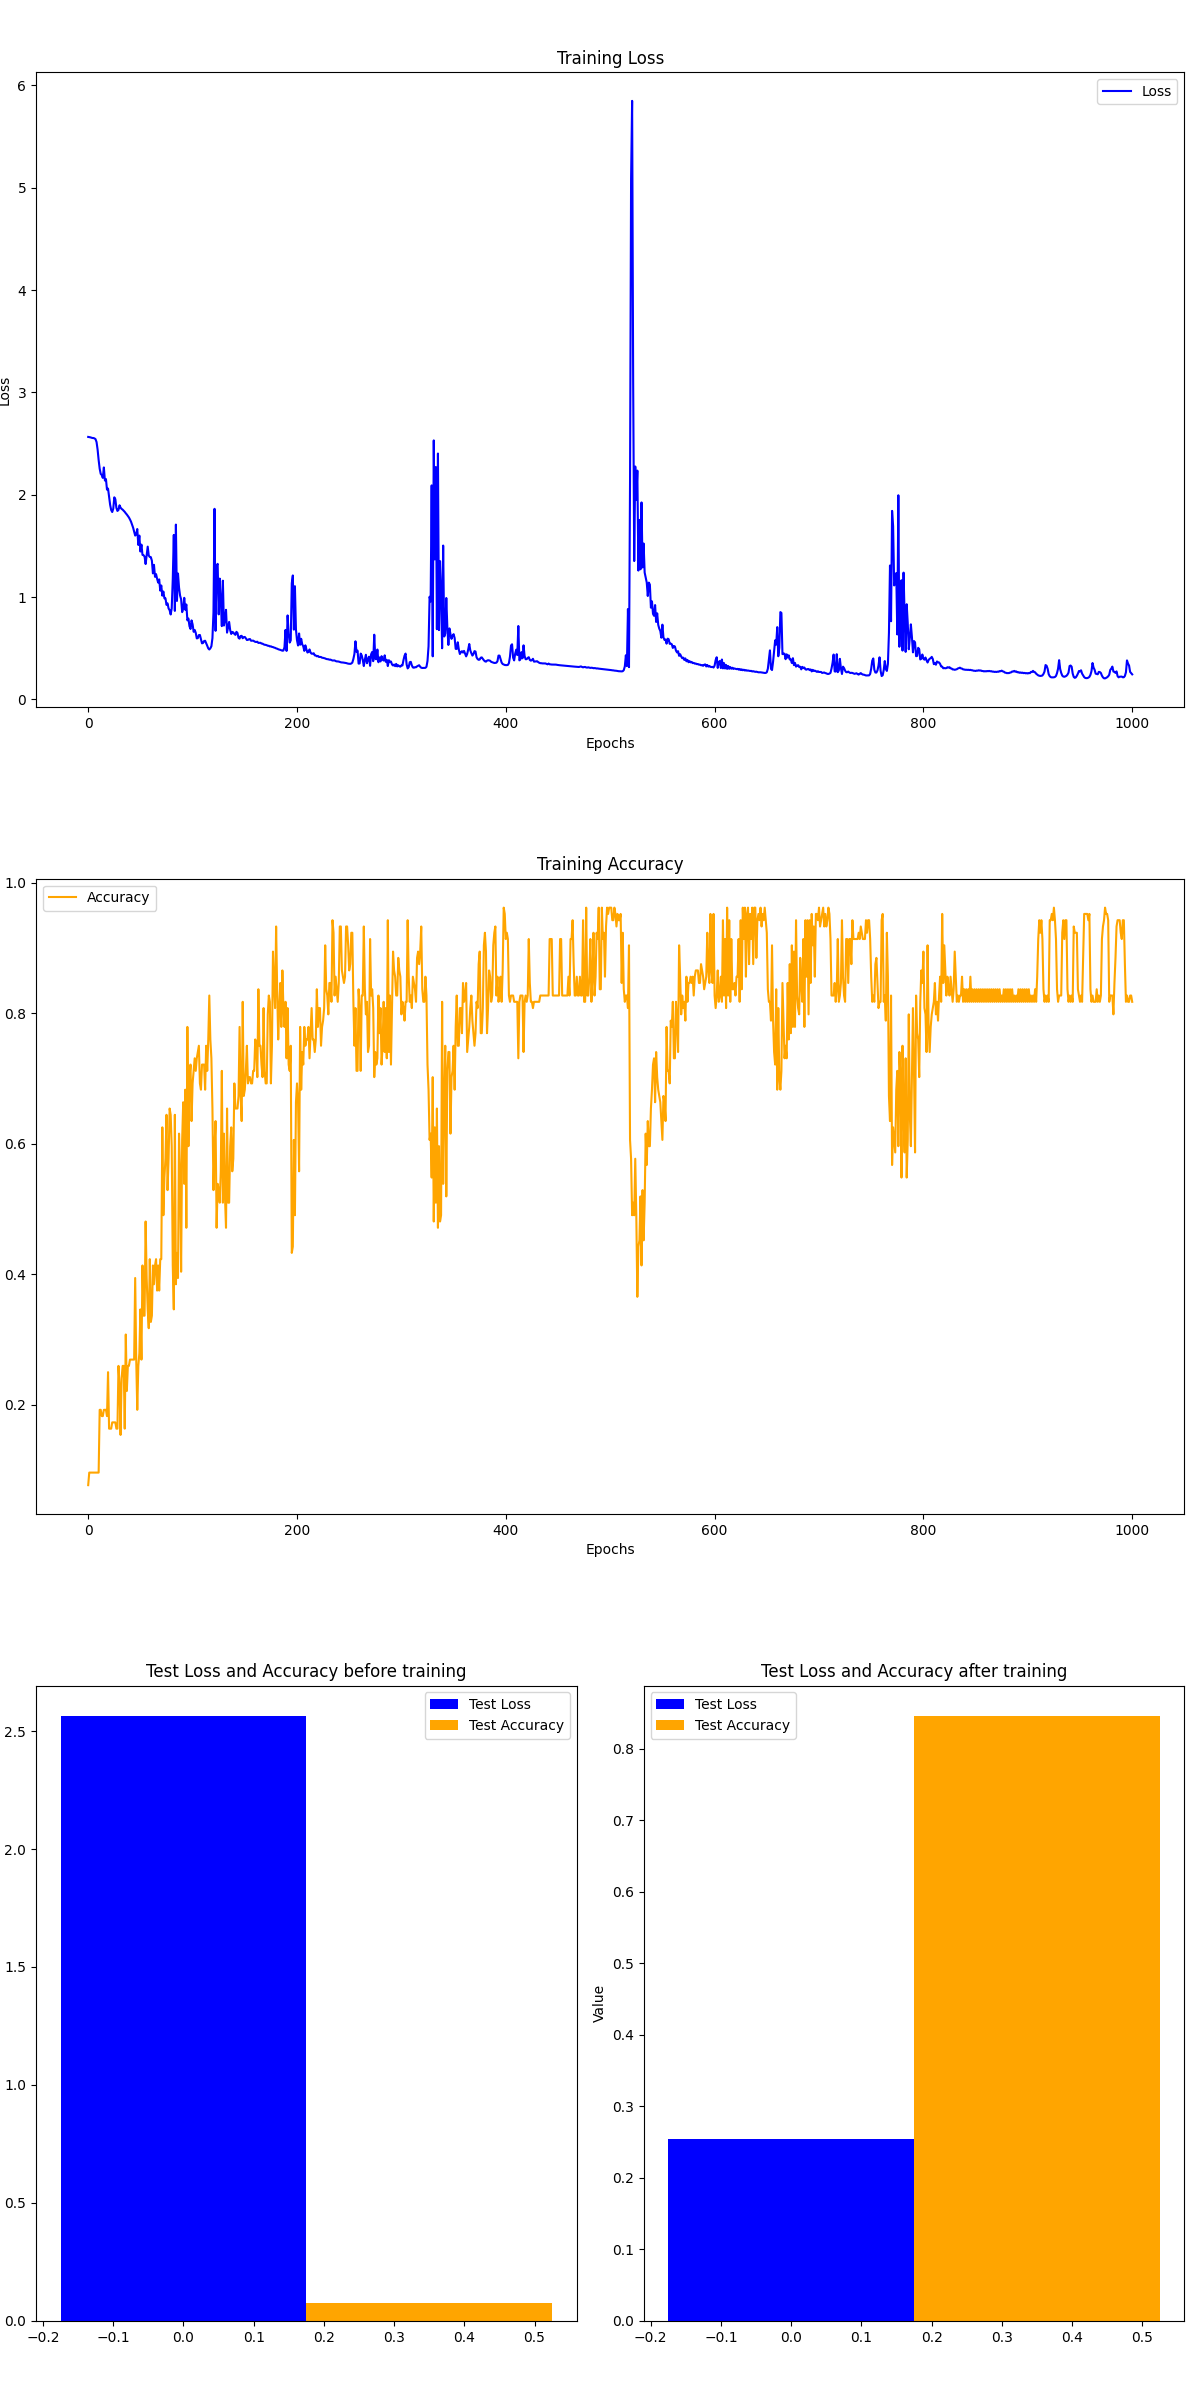 Training Loss
Loss
6
5
4
3
2
1
0
Loss
0 200 400 600 800 1000
Epochs
Training Accuracy
Accuracy
1.0
0.8
0.6
0.4
0.2
0 200 400 600 800 1000
Epochs
Test Loss and Accuracy before training
Test Loss
Test Accuracy
2.5
2.0
1.5
1.0
0.5
0.0
−0.2 −0.1 0.0 0.1 0.2 0.3 0.4 0.5
Test Loss and Accuracy after training
Test Loss
Test Accuracy
Value
0.8
0.7
0.6
0.5
0.4
0.3
0.2
0.1
0.0
−0.2 −0.1 0.0 0.1 0.2 0.3 0.4 0.5